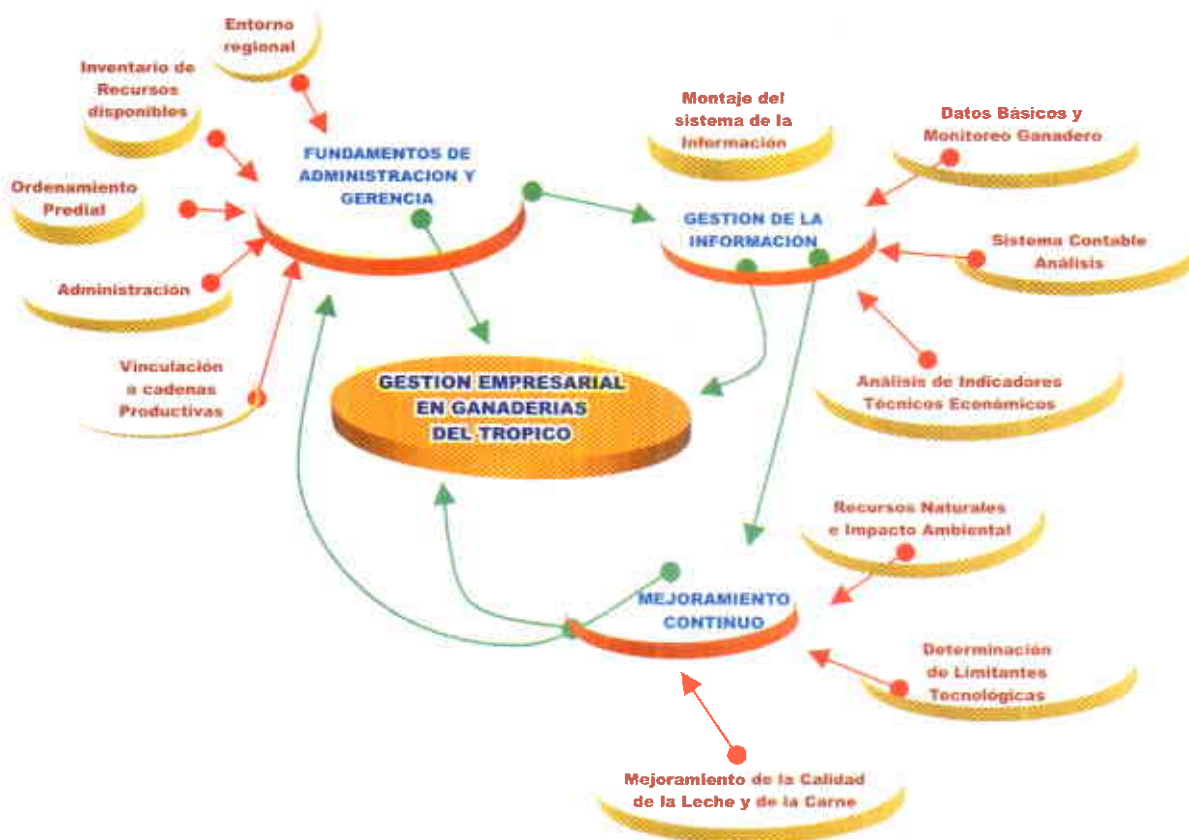 Entorno
regional
Inventario de
Recursos
disponibles
Ordenamiento
Predial
Administración
Vinculación
a cadenas
Productivas
FUNDAMENTOS DE
ADMINISTRACION Y
GERENCIA
Montaje del
sistema de la
Información
Datos Básicos y
Monitoreo Ganadero
GESTION DE LA
INFORMACION
Sistema Contable
Análisis
Análisis de Indicadores
Técnicos Económicos
GESTION EMPRESARIAL
EN GANADERIAS
DEL TROPICO
Recursos Naturales
e Impacto Ambiental
MEJORAMIENTO
CONTINUO
Determinación
de Limitantes
Tecnológicas
Mejoramiento de la Calidad
de la Leche y de la Carne